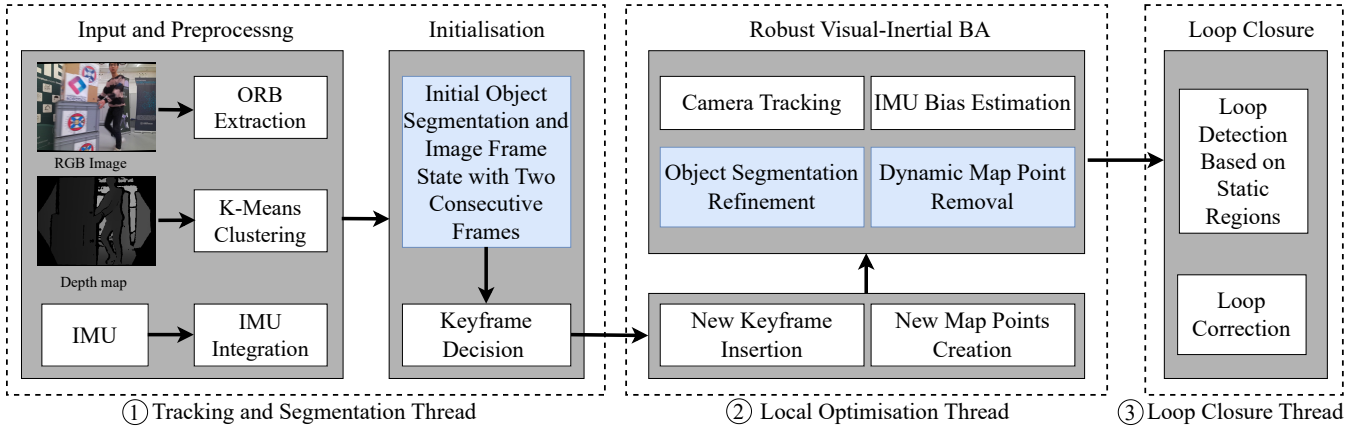 Input and Preprocessng
RGB Image
ORB
Extraction
Depth map
K-Means
Clustering
IMU
IMU
Integration
Initialisation
Initial Object
Segmentation and
Image Frame
State with Two
Consecutive
Frames
Keyframe
Decision
1 Tracking and Segmentation Thread
Robust Visual-Inertial BA
Camera Tracking
IMU Bias Estimation
Object Segmentation
Refinement
Dynamic Map Point
Removal
New Keyframe
Insertion
New Map Points
Creation
2 Local Optimisation Thread
Loop Closure
Loop
Detection
Based on
Static
Regions
Loop
Correction
3 Loop Closure Thread